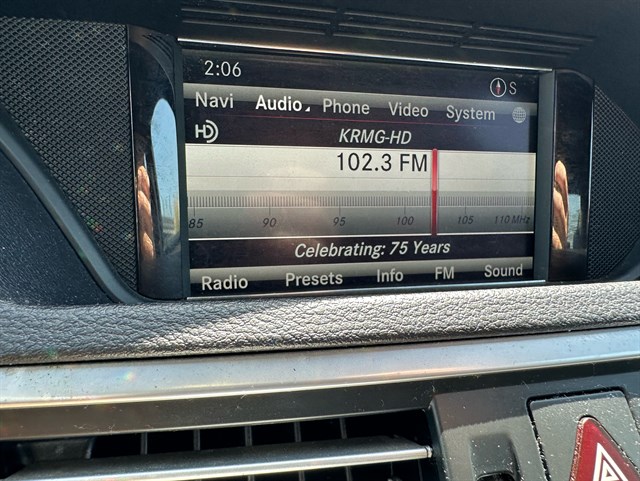 2:06
S
Navi Audio Phone Video System
HD KRMG-HD
102.3 FM
85 90 95 100 105 110 MHz
Celebrating: 75 Years
Radio Presets Info FM Sound